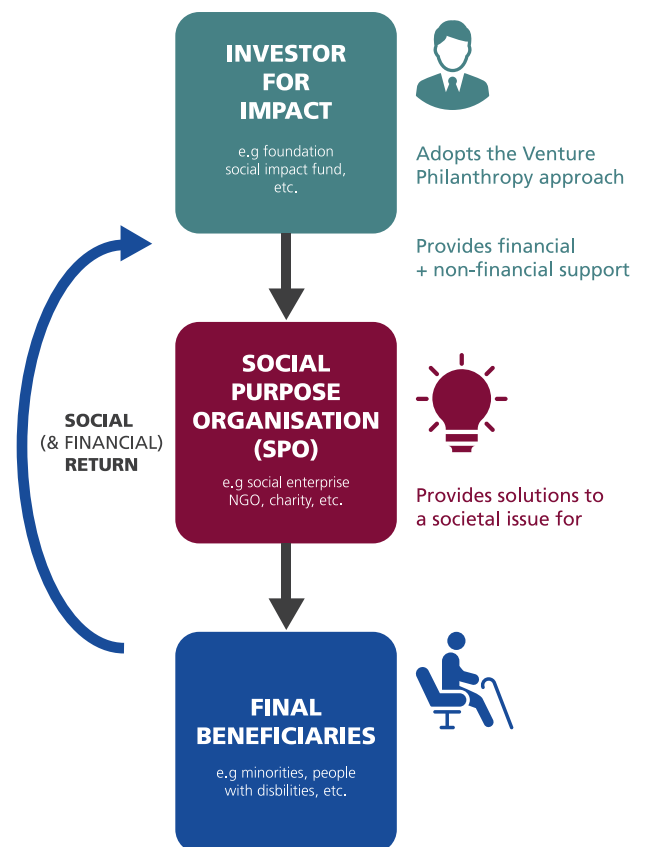 INVESTOR
FOR
IMPACT
e.g foundation
social impact fund,
etc.
Adopts the Venture
Philanthropy approach
Provides financial
+ non-financial support
SOCIAL
PURPOSE
ORGANISATION
(SPO)
e.g social enterprise
NGO, charity, etc.
Provides solutions to
a societal issue for
SOCIAL
(& FINANCIAL)
RETURN
FINAL
BENEFICIARIES
e.g minorities, people
with disbilities, etc.